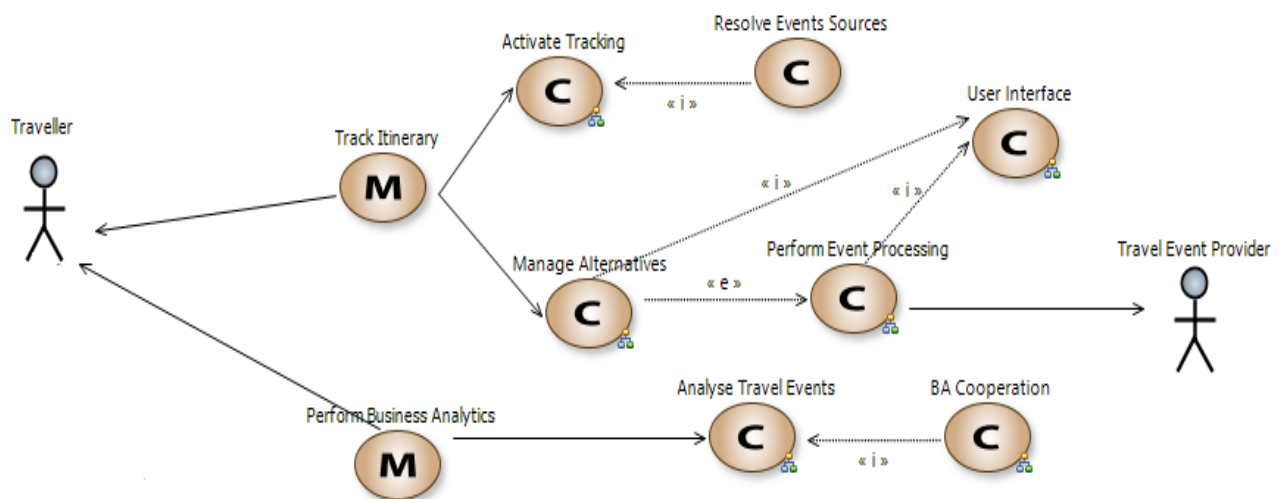 Resolve Events Sources
Activate Tracking
C
C
« i »
User Interface
C
Traveller
Track Itinerary
M
« i »
« i »
Manage Alternatives
Perform Event Processing
Travel Event Provider
C
« e »
C
Analyse Travel Events
BA Cooperation
Perform Business Analytics
M
C
« i »
C